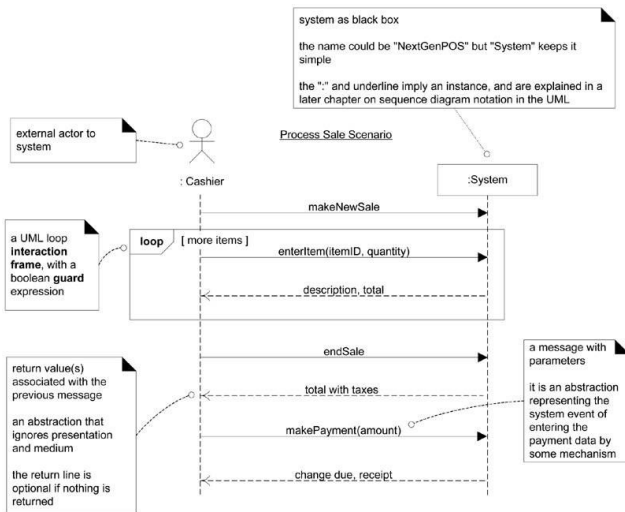 system as black box
the name could be "NextGenPOS" but "System" keeps it
simple
the ":" and underline imply an instance, and are explained in a
later chapter on sequence diagram notation in the UML
external actor to
system
Process Sale Scenario
: Cashier
:System
makeNewSale
a UML loop
interaction
frame, with a
boolean guard
expression
loop
[ more items ]
enterItem(itemID, quantity)
description, total
endSale
return value(s)
associated with the
previous message
an abstraction that
ignores presentation
and medium
the return line is
optional if nothing is
returned
total with taxes
makePayment(amount)
a message with
parameters
it is an abstraction
representing the
system event of
entering the
payment data by
some mechanism
change due, receipt